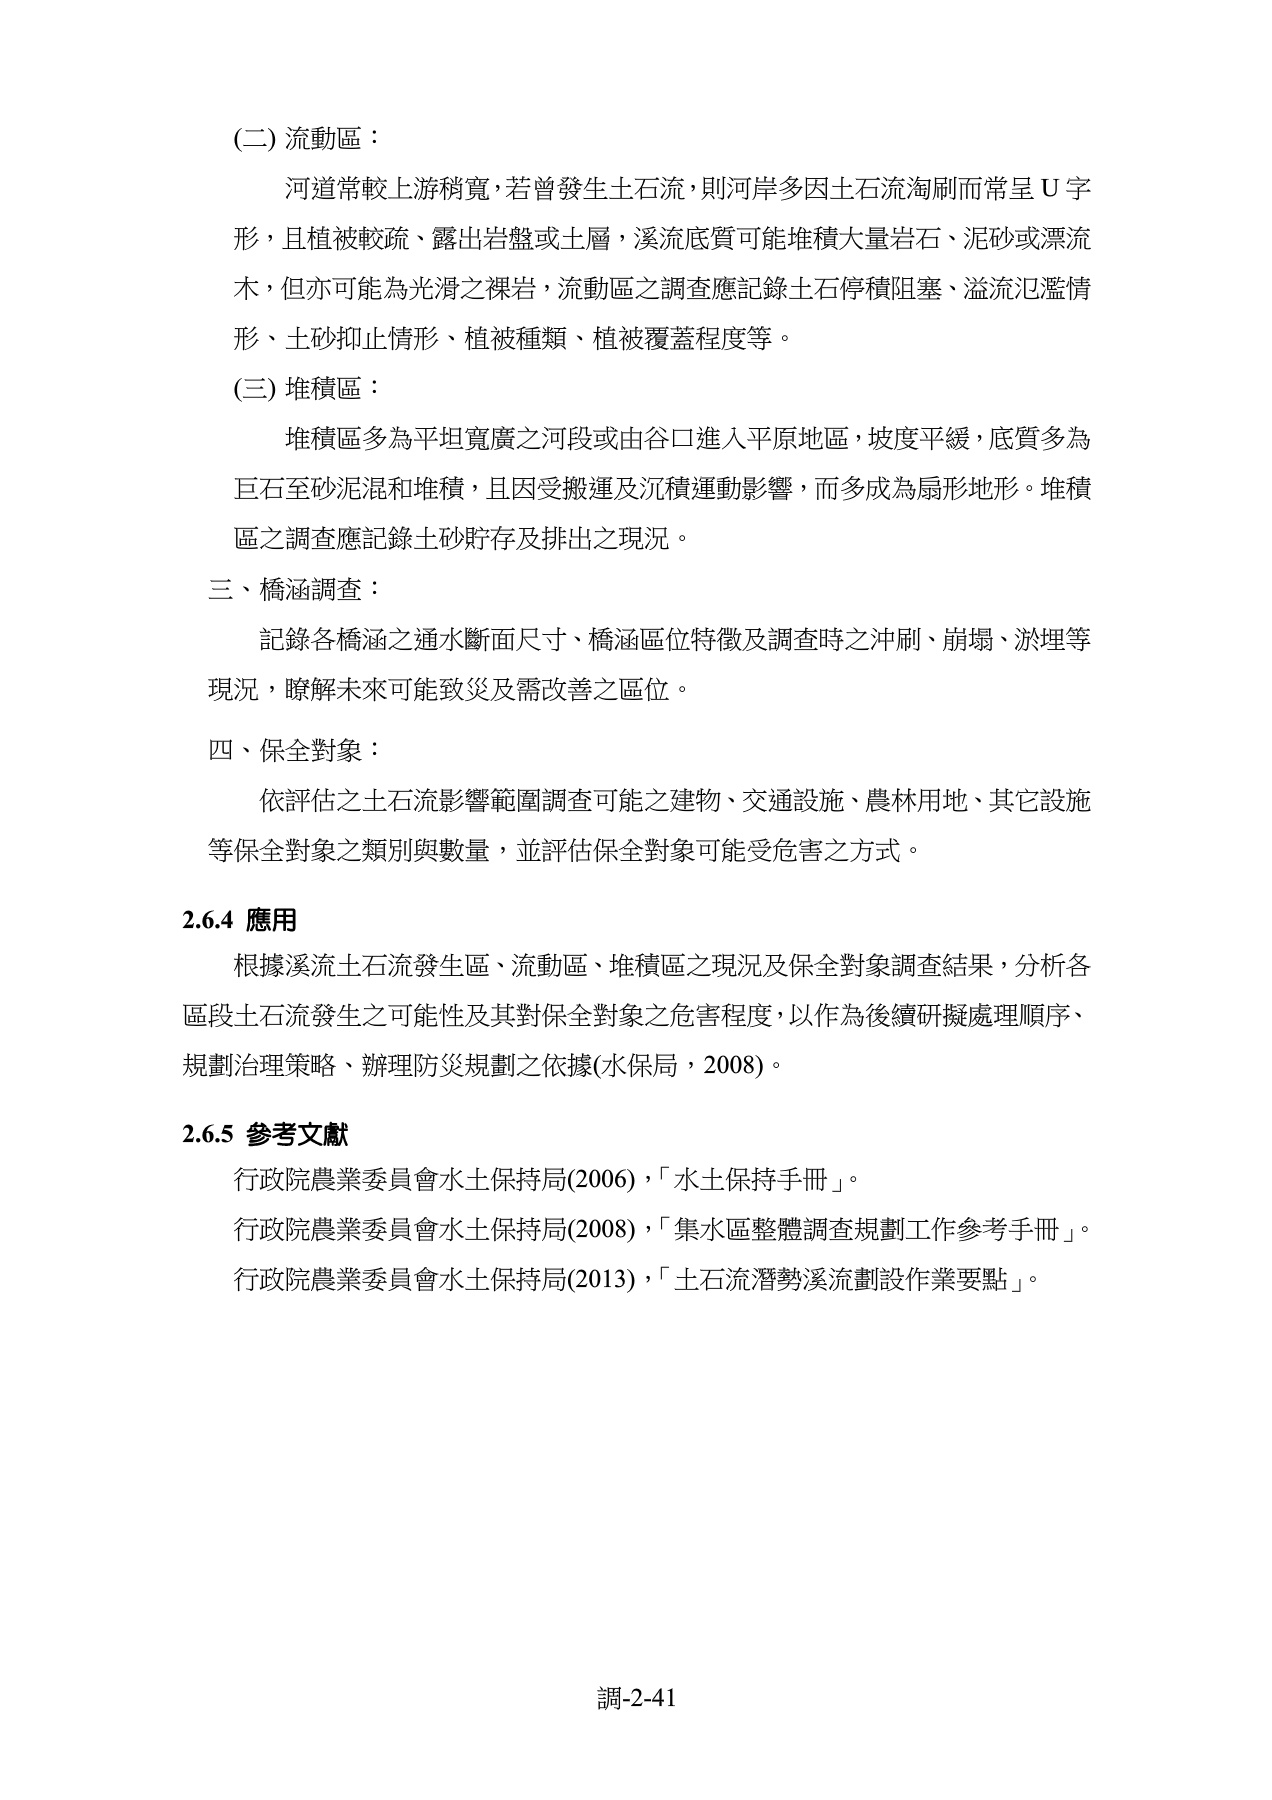 (二) 流動區：
河道常較上游稍寬，若曾發生土石流，則河岸多因土石流淘刷而常呈 U 字
形，且植被較疏、露出岩盤或土層，溪流底質可能堆積大量岩石、泥砂或漂流
木，但亦可能為光滑之裸岩，流動區之調查應記錄土石停積阻塞、溢流氾濫情
形、土砂抑止情形、植被種類、植被覆蓋程度等。
(三) 堆積區：
堆積區多為平坦寬廣之河段或由谷口進入平原地區，坡度平緩，底質多為
巨石至砂泥混和堆積，且因受搬運及沉積運動影響，而多成為扇形地形。堆積
區之調查應記錄土砂貯存及排出之現況。
三、橋涵調查：
記錄各橋涵之通水斷面尺寸、橋涵區位特徵及調查時之沖刷、崩塌、淤埋等
現況，瞭解未來可能致災及需改善之區位。
四、保全對象：
依評估之土石流影響範圍調查可能之建物、交通設施、農林用地、其它設施
等保全對象之類別與數量，並評估保全對象可能受危害之方式。
2.6.4 應用
根據溪流土石流發生區、流動區、堆積區之現況及保全對象調查結果，分析各
區段土石流發生之可能性及其對保全對象之危害程度，以作為後續研擬處理順序、
規劃治理策略、辦理防災規劃之依據(水保局，2008)。
2.6.5 參考文獻
行政院農業委員會水土保持局(2006)，「水土保持手冊」。
行政院農業委員會水土保持局(2008)，「集水區整體調查規劃工作參考手冊」。
行政院農業委員會水土保持局(2013)，「土石流潛勢溪流劃設作業要點」。
調-2-41